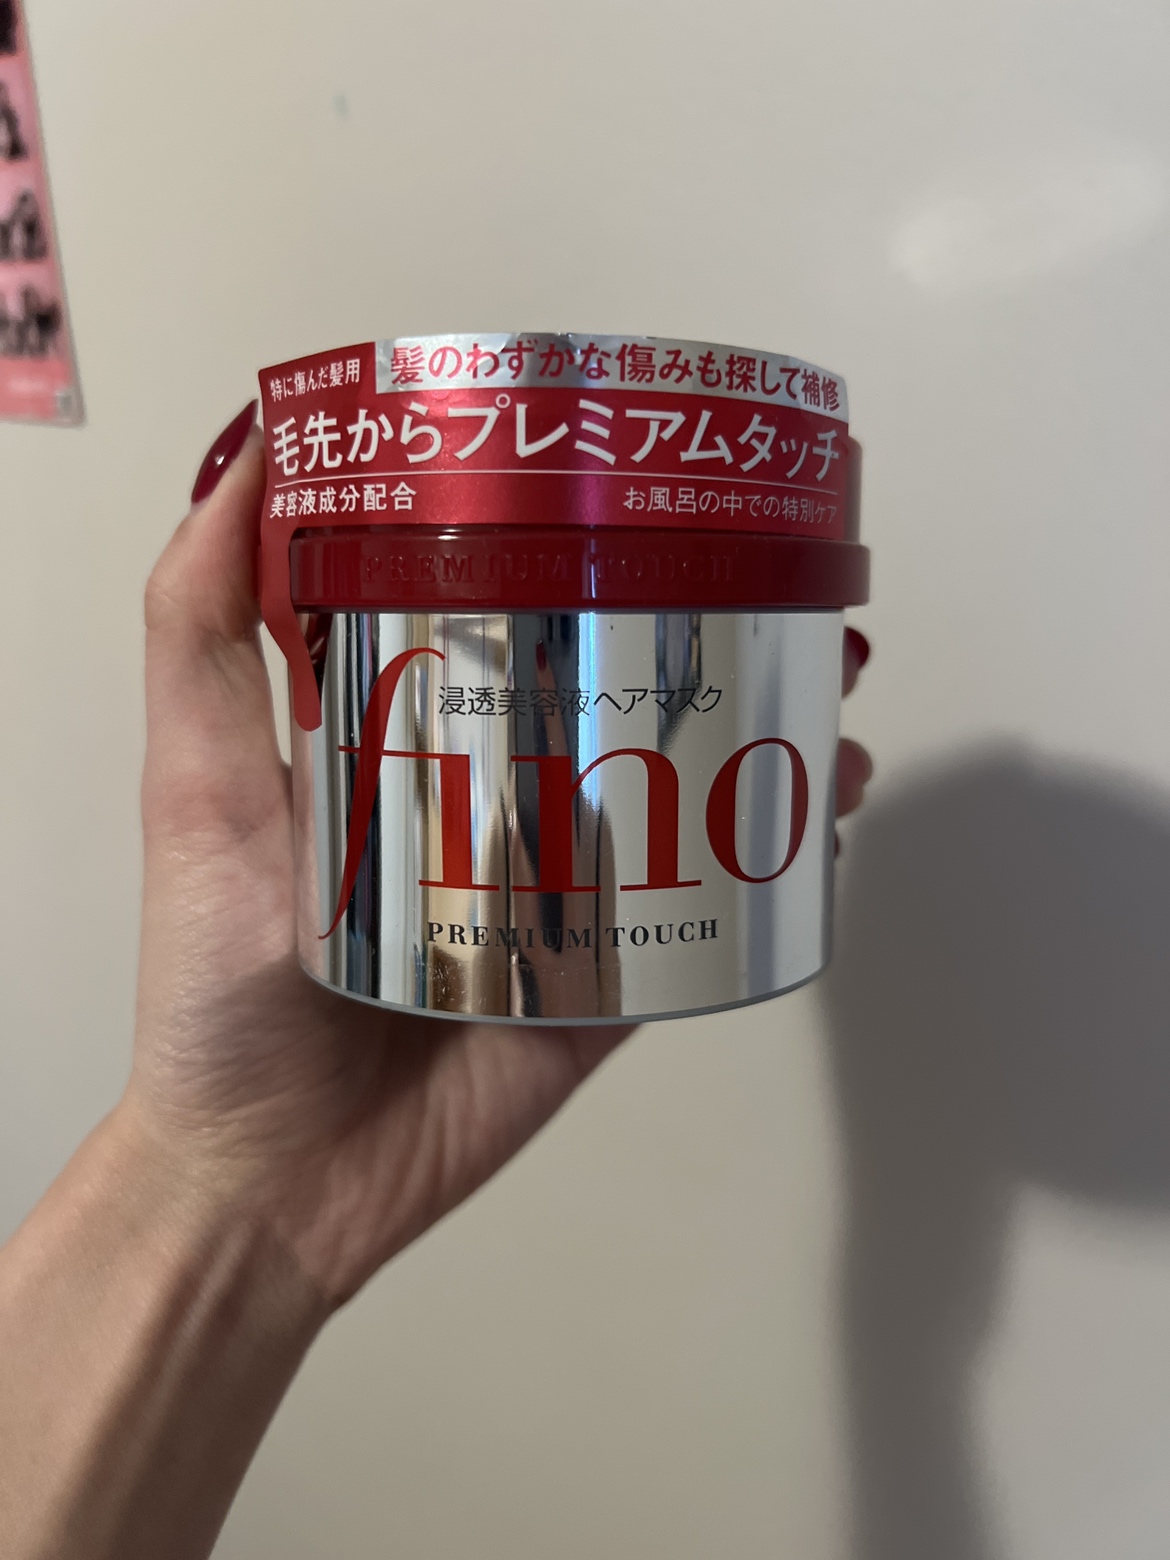 特に傷んだ髪用
髪のわずかな傷みも探して補修
毛先からプレミアムタッチ
美容液成分配合
お風呂の中での特別ケア
PREMIUM TOUCH
浸透美容液ヘアマスク
fino
PREMIUM TOUCH